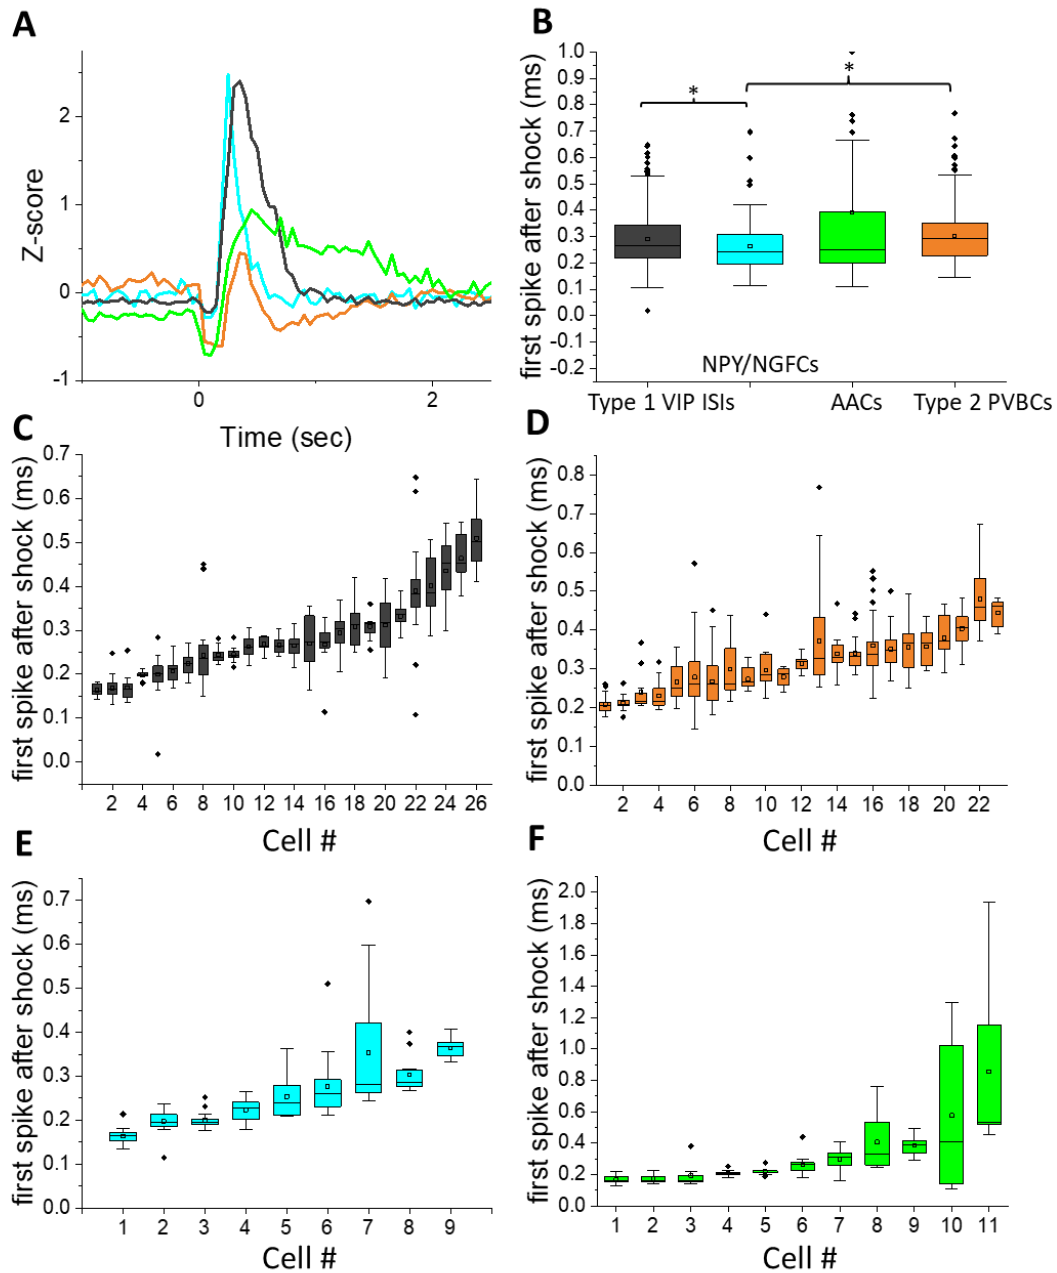 A
Z-score
2
1
0
-1
0
2
Time (sec)
B
first spike after shock (ms)
1.0
0.9
0.8
0.7
0.6
0.5
0.4
0.3
0.2
0.1
0.0
-0.1
-0.2
*
*
NPY/NGFCs
Type 1 VIP ISIs
AACs
Type 2 PVBCs
C
first spike after shock (ms)
0.7
0.6
0.5
0.4
0.3
0.2
0.1
0.0
2 4 6 8 10 12 14 16 18 20 22 24 26
Cell #
D
first spike after shock (ms)
0.8
0.7
0.6
0.5
0.4
0.3
0.2
0.1
0.0
2 4 6 8 10 12 14 16 18 20 22
Cell #
E
first spike after shock (ms)
0.7
0.6
0.5
0.4
0.3
0.2
0.1
0.0
1 2 3 4 5 6 7 8 9
Cell #
F
first spike after shock (ms)
2.0
1.8
1.6
1.4
1.2
1.0
0.8
0.6
0.4
0.2
0.0
1 2 3 4 5 6 7 8 9 10 11
Cell #